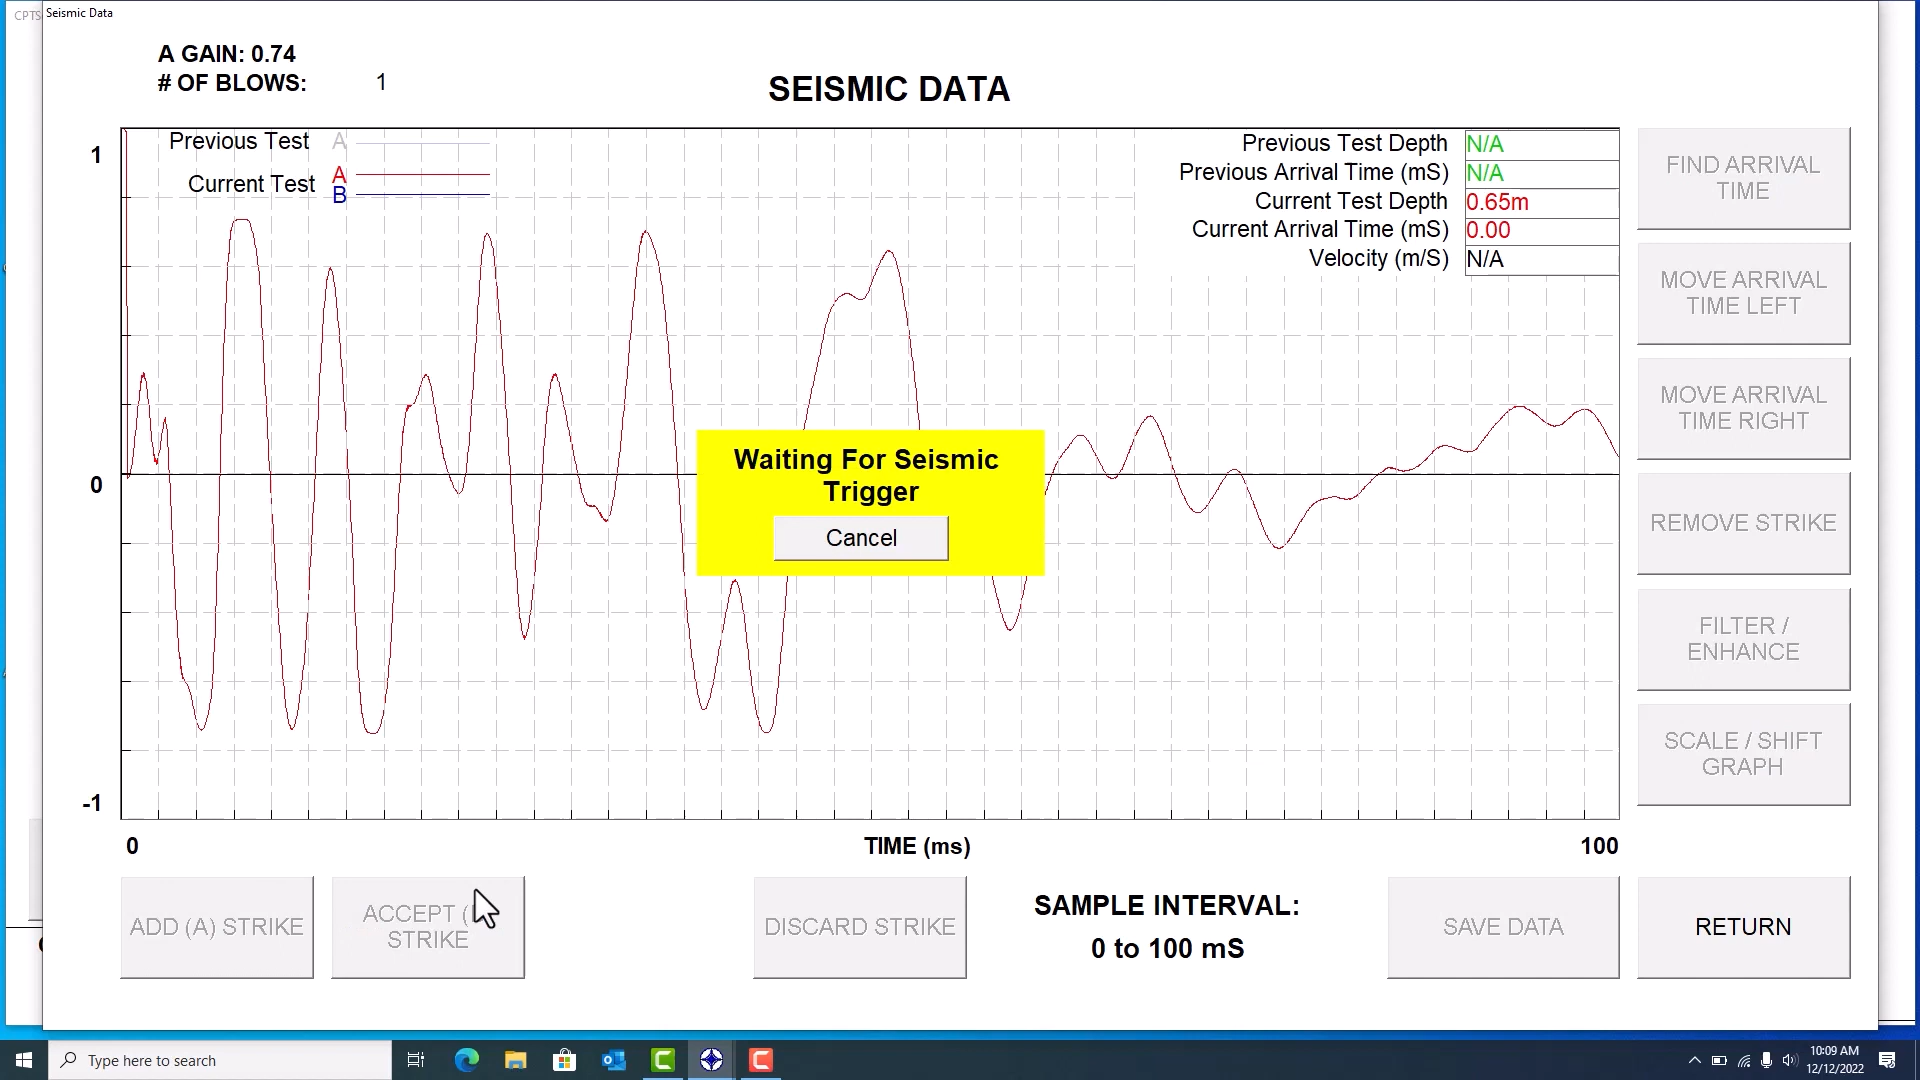 CPTS
Seismic Data
A GAIN: 0.74
# OF BLOWS: 1
SEISMIC DATA
Previous Test A
Current Test A
B
Previous Test Depth N/A
Previous Arrival Time (mS) N/A
Current Test Depth 0.65m
Current Arrival Time (mS) 0.00
Velocity (m/S) N/A
1
0
-1
Waiting For Seismic
Trigger
Cancel
0
TIME (ms)
100
FIND ARRIVAL
TIME
MOVE ARRIVAL
TIME LEFT
MOVE ARRIVAL
TIME RIGHT
REMOVE STRIKE
FILTER /
ENHANCE
SCALE / SHIFT
GRAPH
ADD (A) STRIKE
ACCEPT (
STRIKE
DISCARD STRIKE
SAMPLE INTERVAL:
0 to 100 mS
SAVE DATA
RETURN
Type here to search
10:09 AM
12/12/2022